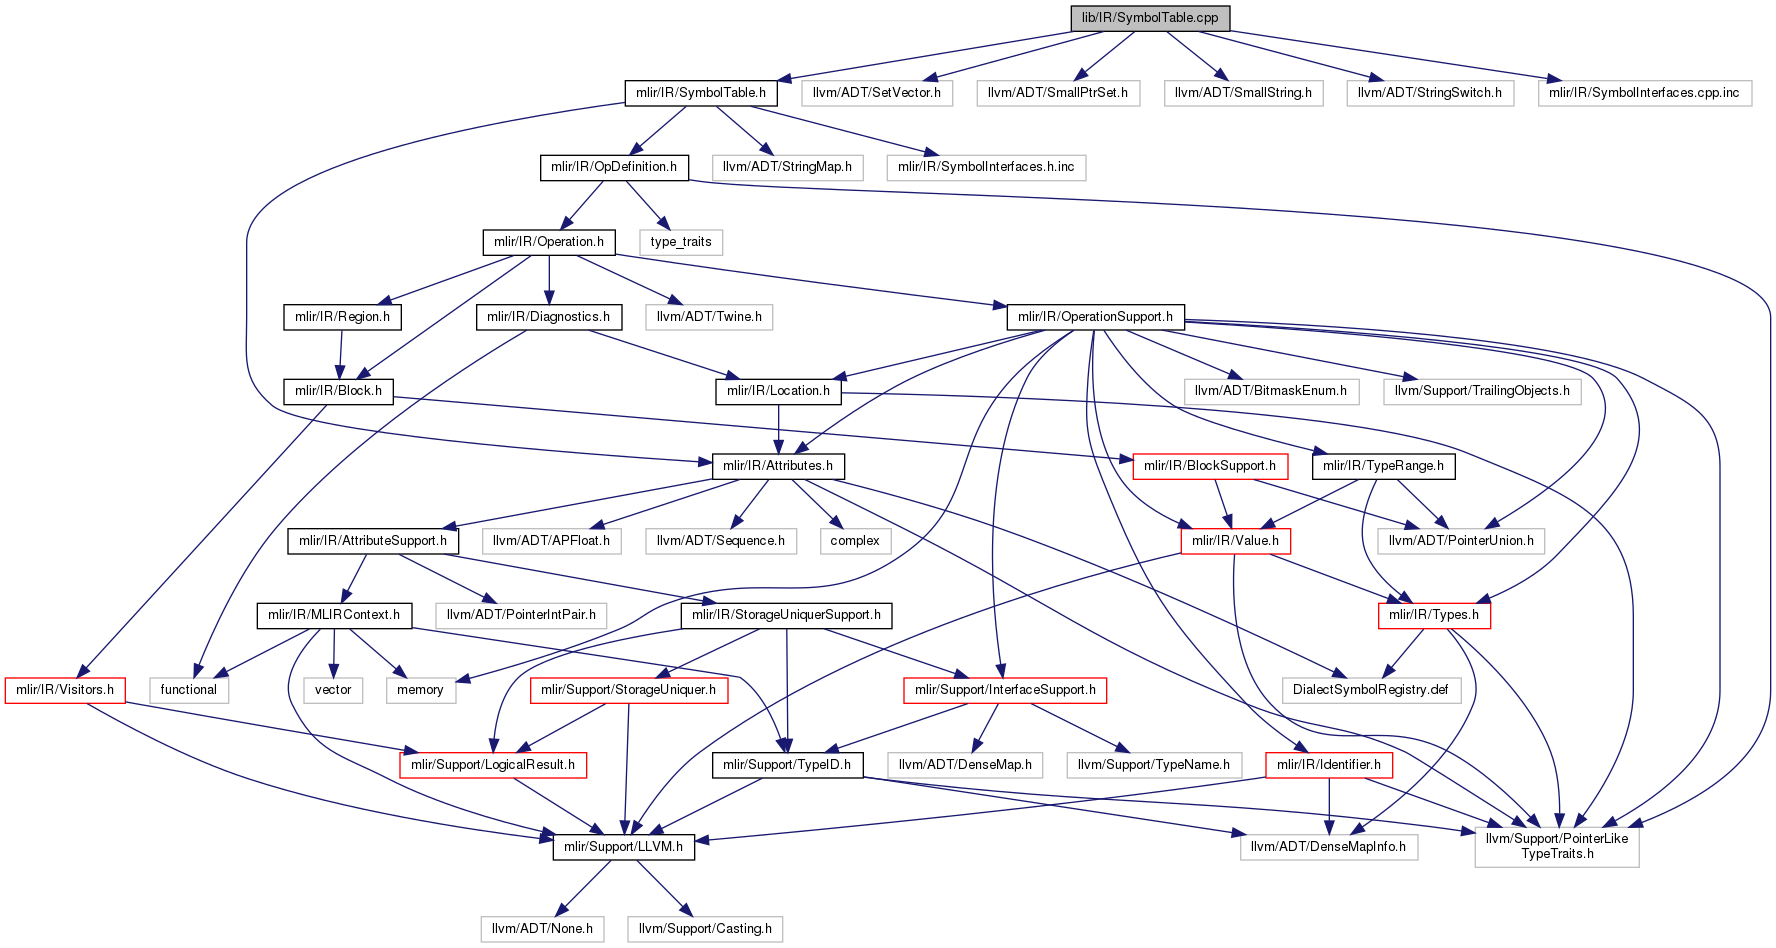 lib/IR/SymbolTable.cpp
mlir/IR/SymbolTable.h
llvm/ADT/SetVector.h
llvm/ADT/SmallPtrSet.h
llvm/ADT/SmallString.h
llvm/ADT/StringSwitch.h
mlir/IR/SymbolInterfaces.cpp.inc
mlir/IR/OpDefinition.h
llvm/ADT/StringMap.h
mlir/IR/SymbolInterfaces.h.inc
mlir/IR/Operation.h
type_traits
mlir/IR/Region.h
mlir/IR/Diagnostics.h
llvm/ADT/Twine.h
mlir/IR/OperationSupport.h
mlir/IR/Block.h
mlir/IR/Location.h
llvm/ADT/BitmaskEnum.h
llvm/Support/TrailingObjects.h
mlir/IR/Attributes.h
mlir/IR/BlockSupport.h
mlir/IR/TypeRange.h
mlir/IR/AttributeSupport.h
llvm/ADT/APFloat.h
llvm/ADT/Sequence.h
complex
mlir/IR/Value.h
llvm/ADT/PointerUnion.h
mlir/IR/MLIRContext.h
llvm/ADT/PointerIntPair.h
mlir/IR/StorageUniquerSupport.h
mlir/IR/Types.h
mlir/IR/Visitors.h
functional
vector
memory
mlir/Support/StorageUniquer.h
mlir/Support/InterfaceSupport.h
DialectSymbolRegistry.def
mlir/Support/LogicalResult.h
mlir/Support/TypeID.h
llvm/ADT/DenseMap.h
llvm/Support/TypeName.h
mlir/IR/Identifier.h
mlir/Support/LLVM.h
llvm/ADT/DenseMapInfo.h
llvm/Support/PointerLike
TypeTraits.h
llvm/ADT/None.h
llvm/Support/Casting.h